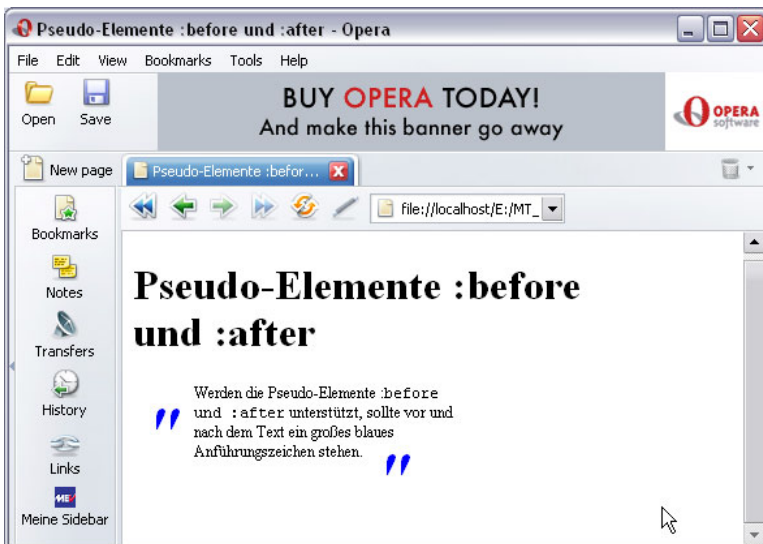 Pseudo-Elemente :before und :after - Opera
File Edit View Bookmarks Tools Help
BUY OPERA TODAY!
And make this banner go away
OPERA
software
Open Save
New page
Pseudo-Elemente :befor...
file://localhost/E:/MT_
Bookmarks
Notes
Transfers
History
Links
ME
Meine Sidebar
Pseudo-Elemente :before
und :after
"
Werden die Pseudo-Elemente :before
und :after unterstützt, sollte vor und
nach dem Text ein großes blaues
Anführungszeichen stehen.
"